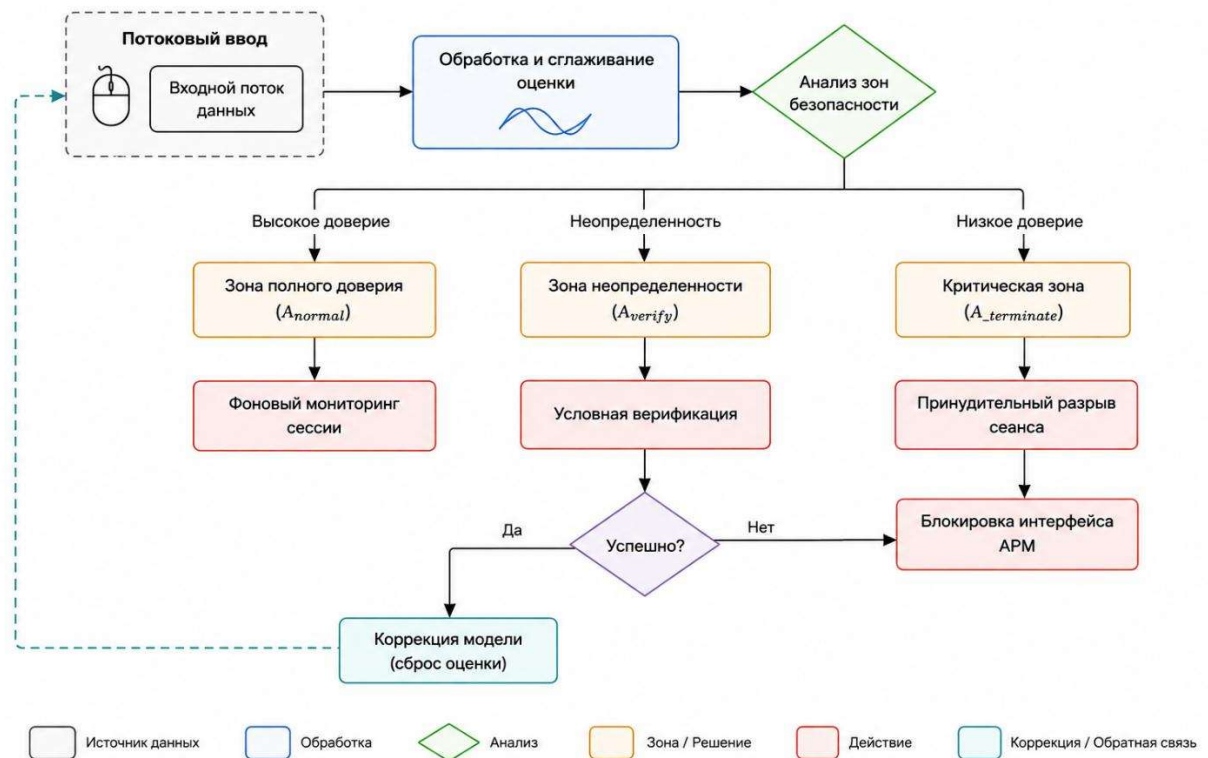 Потоковый ввод
Входной поток
данных
Обработка и сглаживание
оценки
Анализ зон
безопасности
Высокое доверие
Неопределенность
Низкое доверие
Зона полного доверия
(A_normal)
Зона неопределенности
(A_verify)
Критическая зона
(A_terminate)
Фоновый мониторинг
сессии
Условная верификация
Принудительный разрыв
сеанса
Успешно?
Да
Нет
Блокировка интерфейса
АРМ
Коррекция модели
(сброс оценки)
Источник данных
Обработка
Анализ
Зона / Решение
Действие
Коррекция / Обратная связь